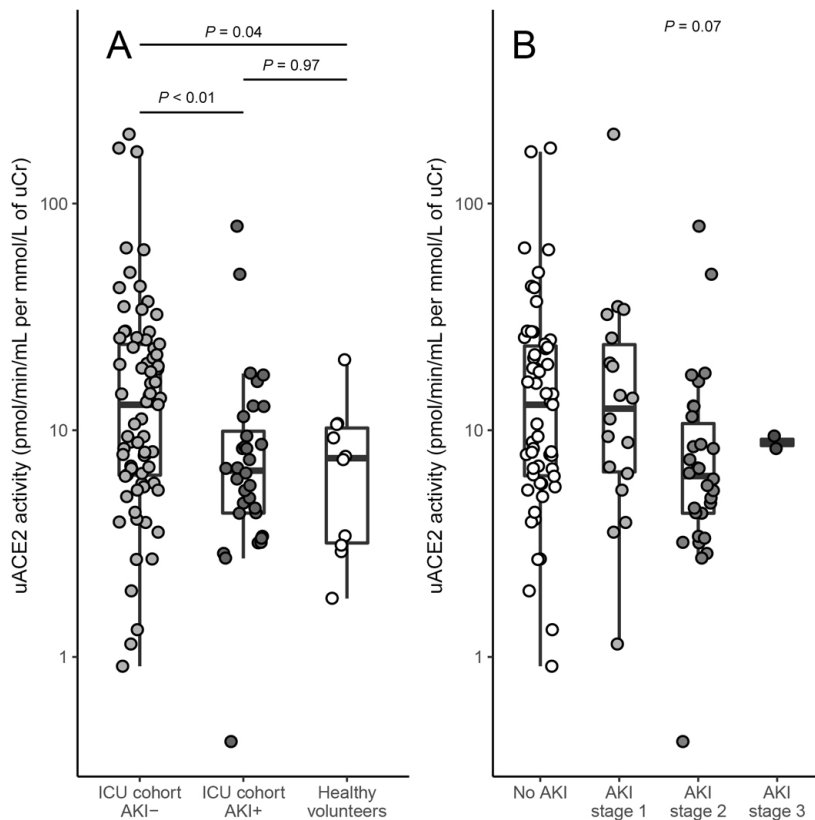 A
P = 0.04
P = 0.97
P < 0.01
uACE2 activity (pmol/min/mL per mmol/L of uCr)
100
10
1
ICU cohort
AKI−
ICU cohort
AKI+
Healthy
volunteers
B
P = 0.07
uACE2 activity (pmol/min/mL per mmol/L of uCr)
100
10
1
No AKI
AKI
stage 1
AKI
stage 2
AKI
stage 3